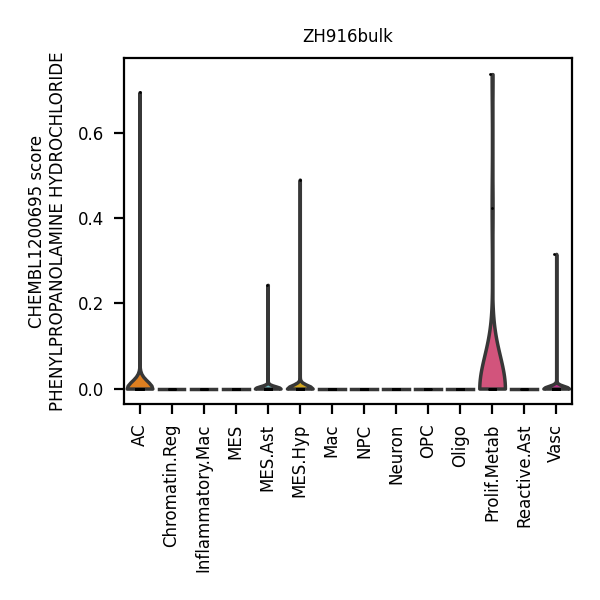 ZH916bulk
CHEMBL1200695 score
PHENYLPROPANOLAMINE HYDROCHLORIDE
0.6
0.4
0.2
0.0
AC
Chromatin.Reg
Inflammatory.Mac
MES
MES.Ast
MES.Hyp
Mac
NPC
Neuron
OPC
Oligo
Prolif.Metab
Reactive.Ast
Vasc